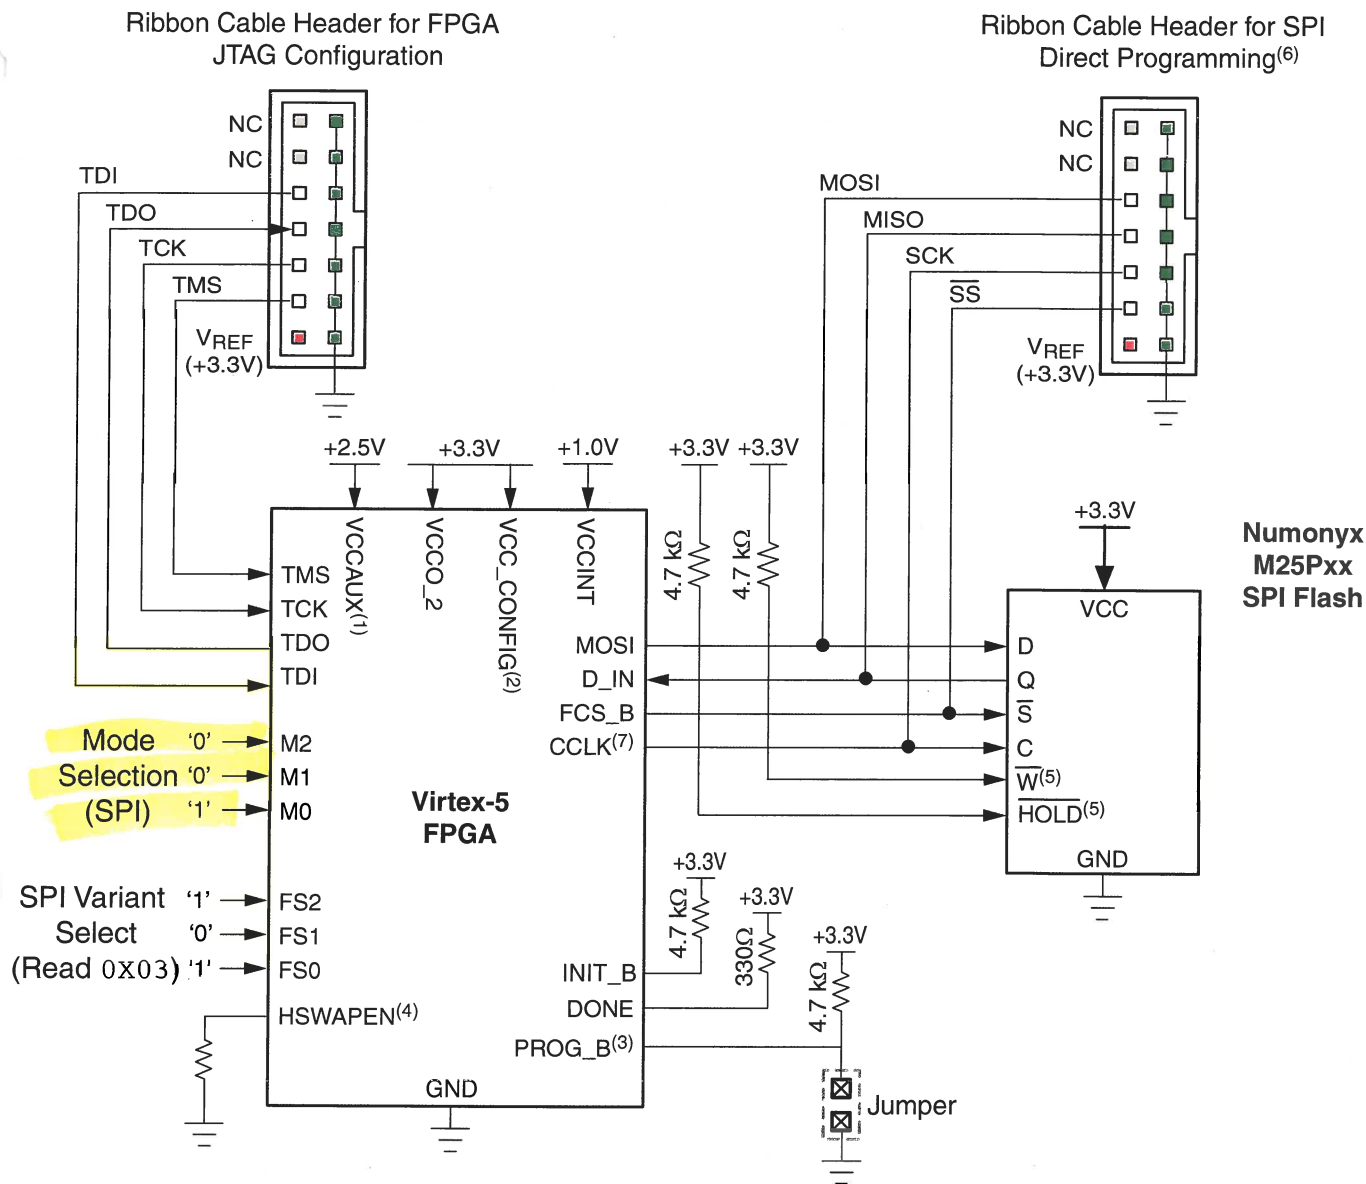 Ribbon Cable Header for FPGA
JTAG Configuration
Ribbon Cable Header for SPI
Direct Programming(6)
NC
NC
TDI
TDO
TCK
TMS
VREF
(+3.3V)
NC
NC
MOSI
MISO
SCK
SS
VREF
(+3.3V)
+2.5V
+3.3V
+1.0V
+3.3V
+3.3V
4.7 kΩ
4.7 kΩ
+3.3V
Numonyx
M25Pxx
SPI Flash
VCCAUX(1)
VCCO_2
VCC_CONFIG(2)
VCCINT
TMS
TCK
TDO
TDI
MOSI
D_IN
FCS_B
CCLK(7)
VCC
D
Q
S
C
W(5)
HOLD(5)
GND
Mode '0' M2
Selection '0' M1
(SPI) '1' M0
Virtex-5
FPGA
SPI Variant '1' FS2
Select '0' FS1
(Read 0X03) '1' FS0
HSWAPEN(4)
+3.3V
4.7 kΩ
+3.3V
330Ω
+3.3V
4.7 kΩ
INIT_B
DONE
PROG_B(3)
GND
Jumper